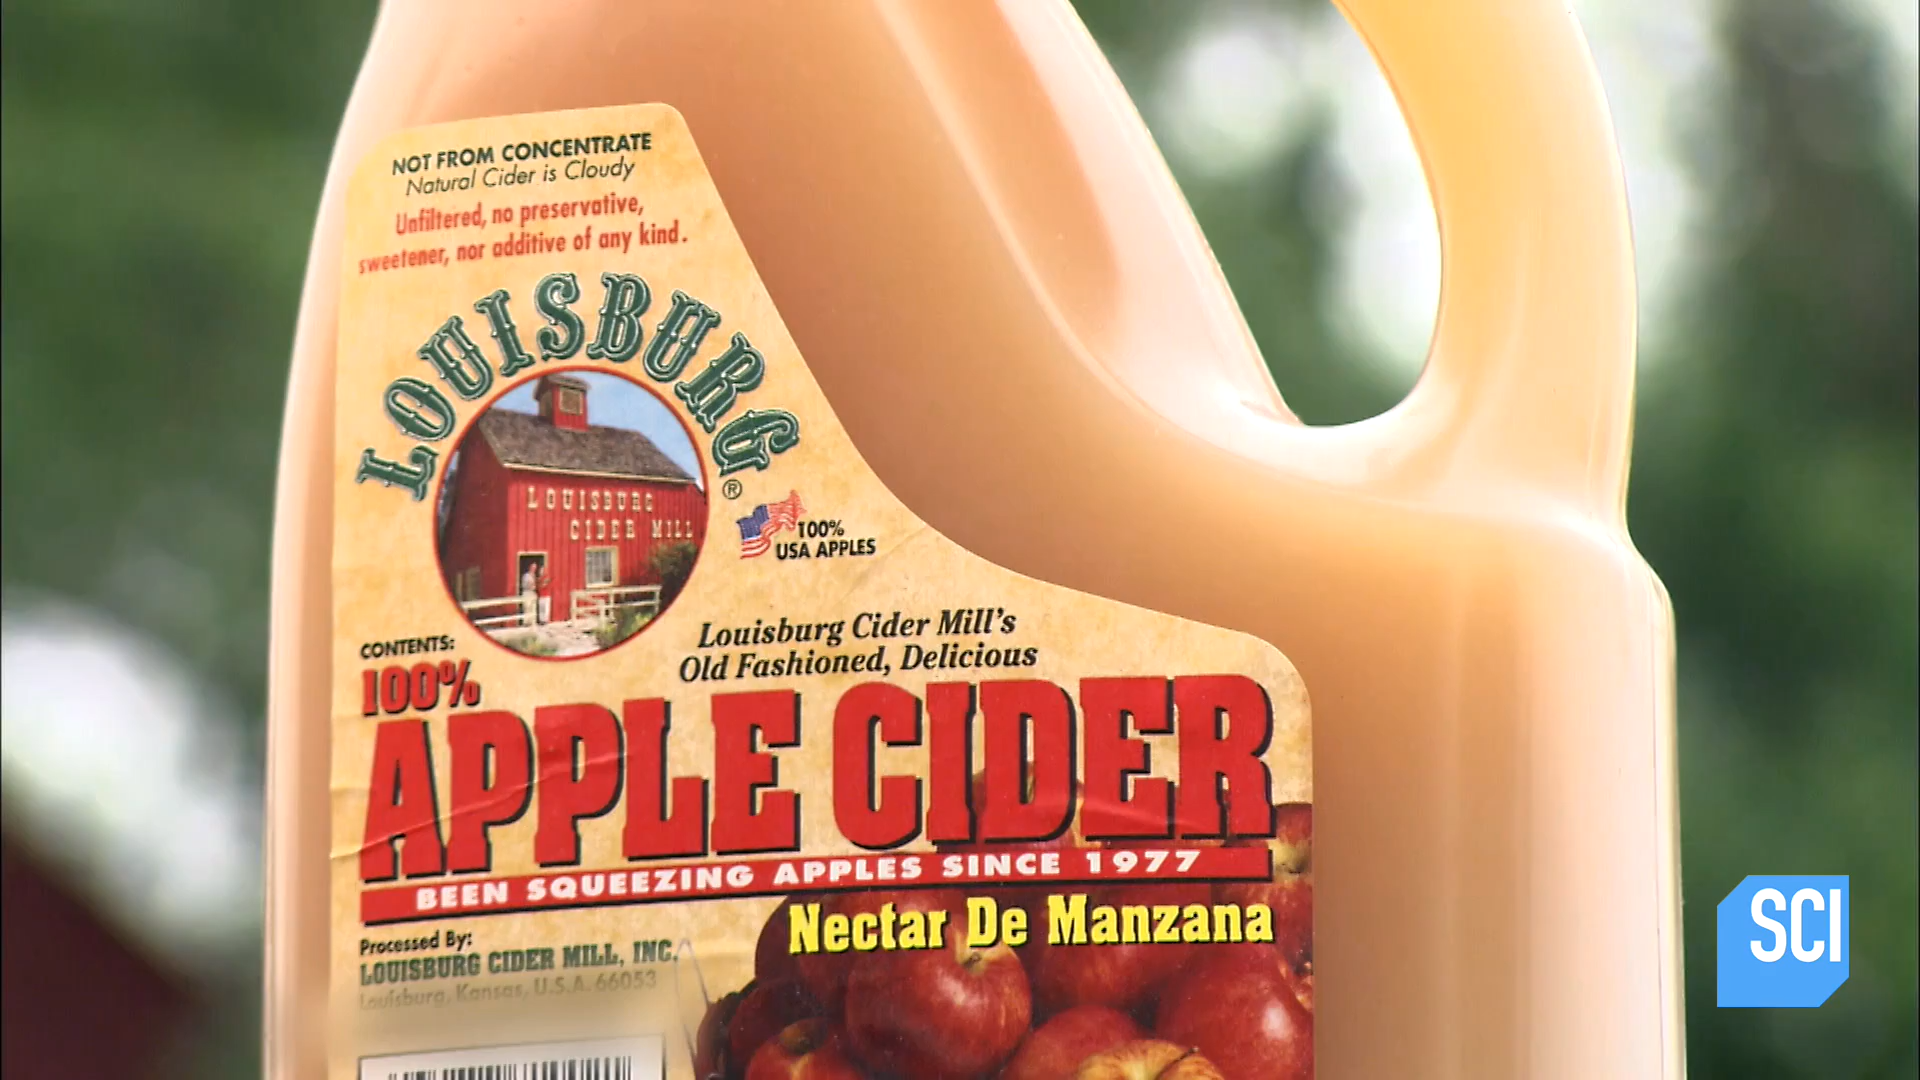 NOT FROM CONCENTRATE
Natural Cider is Cloudy
Unfiltered, no preservative,
sweetener, nor additive of any kind.
LOUISBURG®
LOUISBURG
CIDER MILL
100%
USA APPLES
Louisburg Cider Mill's
Old Fashioned, Delicious
CONTENTS:
100%
APPLE CIDER
BEEN SQUEEZING APPLES SINCE 1977
Nectar De Manzana
Processed By:
LOUISBURG CIDER MILL, INC.
Louisburg, Kansas, U.S.A. 66053
SCI